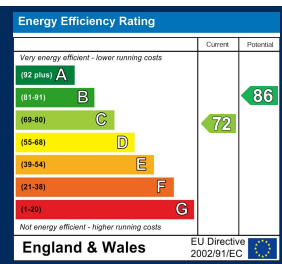 Energy Efficiency Rating
Current Potential
Very energy efficient - lower running costs
(92 plus) A
(81-91) B
86
(69-80) C
72
(55-68) D
(39-54) E
(21-38) F
(1-20) G
Not energy efficient - higher running costs
England & Wales
EU Directive
2002/91/EC